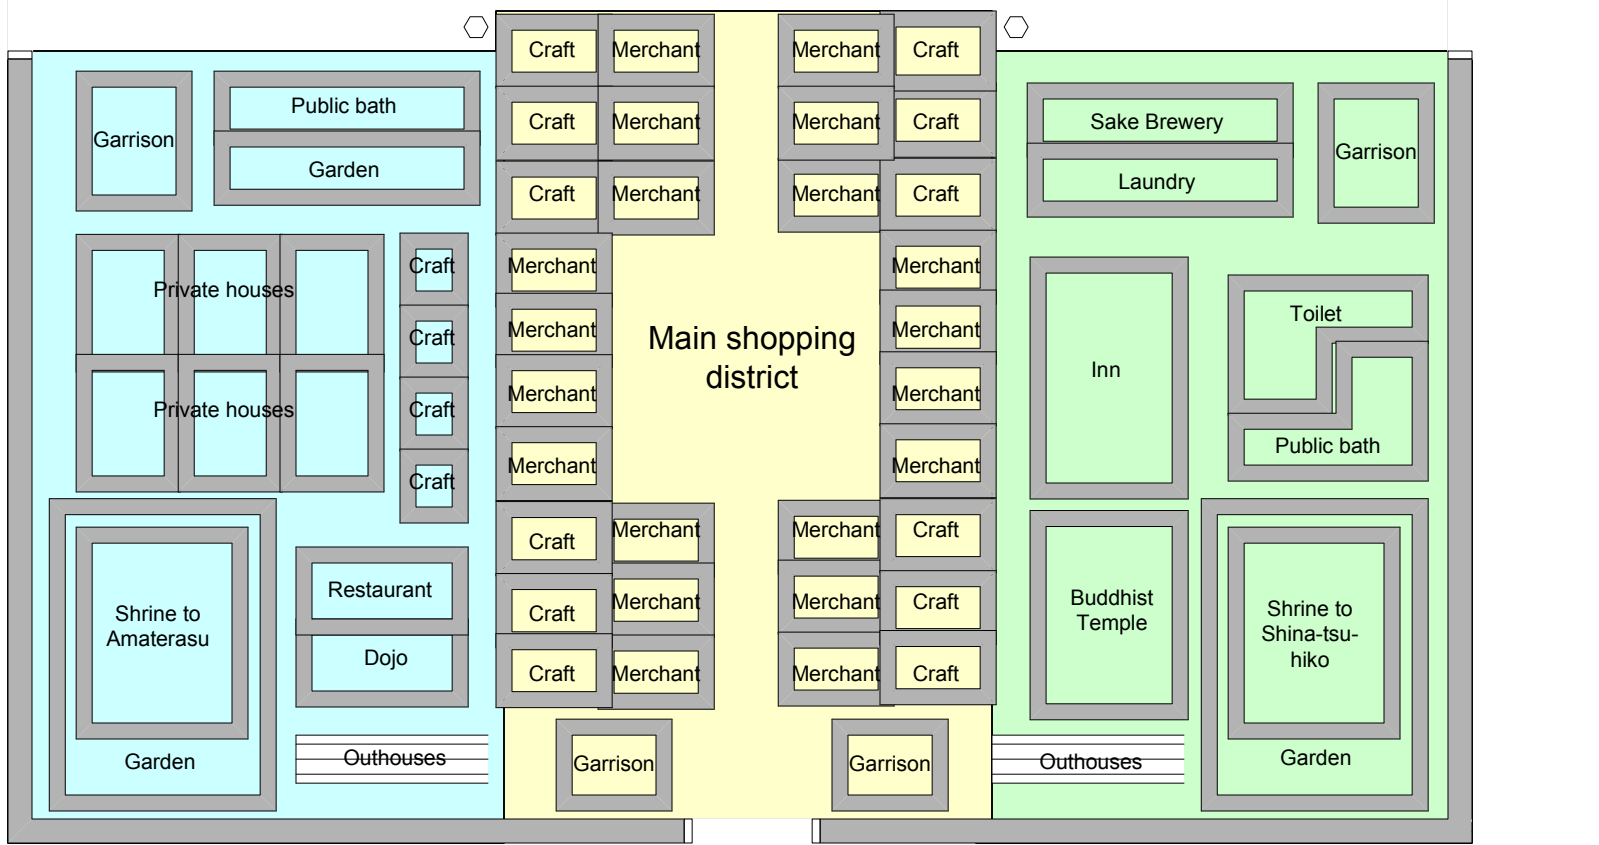 Craft
Merchant
Merchant
Craft
Public bath
Garrison
Garden
Craft
Merchant
Merchant
Craft
Sake Brewery
Garrison
Laundry
Craft
Merchant
Merchant
Craft
Private houses
Craft
Merchant
Merchant
Craft
Merchant
Merchant
Toilet
Main shopping
district
Inn
Private houses
Craft
Merchant
Merchant
Craft
Merchant
Merchant
Public bath
Craft
Merchant
Merchant
Craft
Restaurant
Craft
Merchant
Merchant
Craft
Shrine to
Amaterasu
Buddhist
Temple
Shrine to
Shina-tsu-
hiko
Dojo
Craft
Merchant
Merchant
Craft
Garden
Outhouses
Garrison
Garrison
Outhouses
Garden